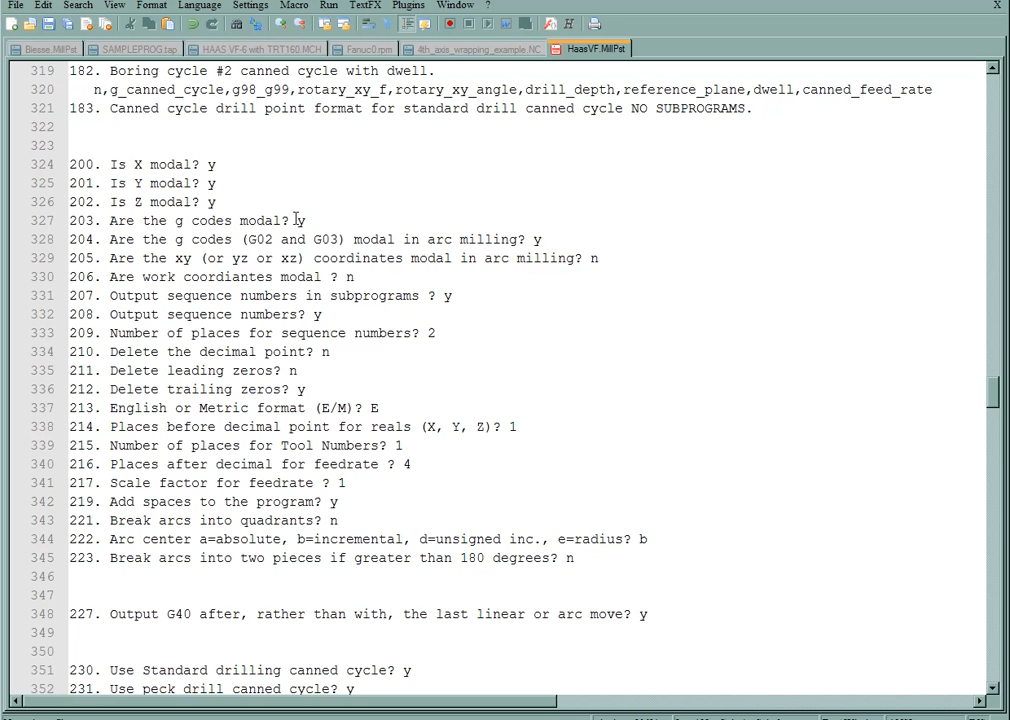 File Edit Search View Format Language Settings Macro Run TextFX Plugins Window ? X
Biesse.MillPst SAMPLEPROG.tap HAAS VF-6 with TRT160.MCH Fanuc0.rpm 4th_axis_wrapping_example.NC HaasVF.MillPst
319 182. Boring cycle #2 canned cycle with dwell.
320 n,g_canned_cycle,g98_g99,rotary_xy_f,rotary_xy_angle,drill_depth,reference_plane,dwell,canned_feed_rate
321 183. Canned cycle drill point format for standard drill canned cycle NO SUBPROGRAMS.
322
323
324 200. Is X modal? y
325 201. Is Y modal? y
326 202. Is Z modal? y
327 203. Are the g codes modal? y
328 204. Are the g codes (G02 and G03) modal in arc milling? y
329 205. Are the xy (or yz or xz) coordinates modal in arc milling? n
330 206. Are work coordiantes modal ? n
331 207. Output sequence numbers in subprograms ? y
332 208. Output sequence numbers? y
333 209. Number of places for sequence numbers? 2
334 210. Delete the decimal point? n
335 211. Delete leading zeros? n
336 212. Delete trailing zeros? y
337 213. English or Metric format (E/M)? E
338 214. Places before decimal point for reals (X, Y, Z)? 1
339 215. Number of places for Tool Numbers? 1
340 216. Places after decimal for feedrate ? 4
341 217. Scale factor for feedrate ? 1
342 219. Add spaces to the program? y
343 221. Break arcs into quadrants? n
344 222. Arc center a=absolute, b=incremental, d=unsigned inc., e=radius? b
345 223. Break arcs into two pieces if greater than 180 degrees? n
346
347
348 227. Output G40 after, rather than with, the last linear or arc move? y
349
350
351 230. Use Standard drilling canned cycle? y
352 231. Use peck drill canned cycle? y